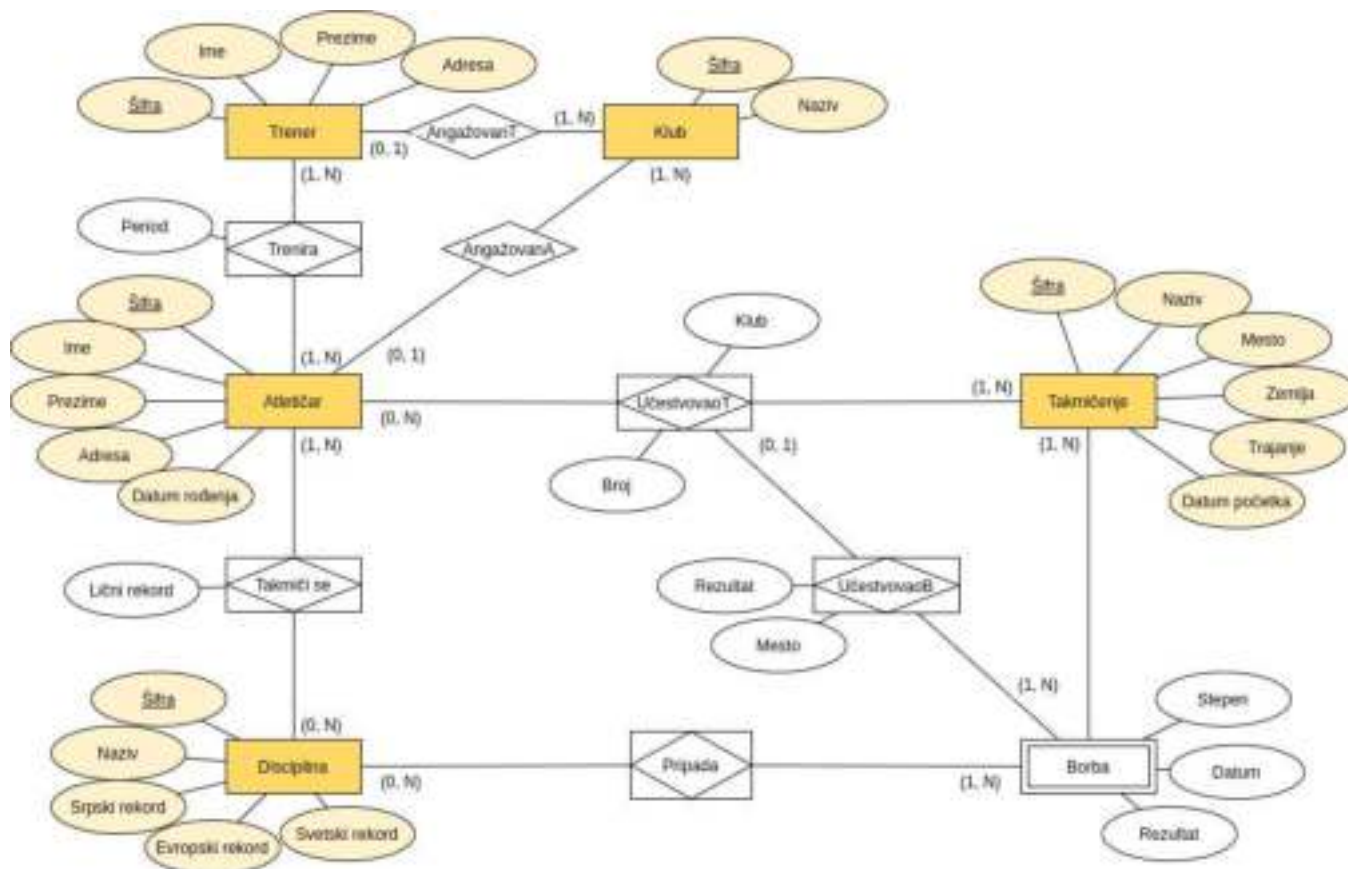 Ime
Prezime
Adresa
Šifra
Trener
(0, 1)
AngažovanT
(1, N)
Klub
Šifra
Naziv
(1, N)
(1, N)
Period
Trenira
AngažovanA
Šifra
Ime
Prezime
Adresa
Datum rođenja
(1, N)
(0, 1)
Atletičar
(0, N)
(1, N)
Klub
UčestvovaoT
Broj
(0, 1)
(1, N)
Takmičenje
Šifra
Naziv
Mesto
Zemlja
Trajanje
Datum početka
(1, N)
Lični rekord
Takmiči se
Rezultat
UčestvovaoB
Mesto
(1, N)
Šifra
Naziv
Srpski rekord
Evropski rekord
Svetski rekord
(0, N)
Disciplina
(0, N)
Pripada
(1, N)
Borba
Stepen
Datum
Rezultat